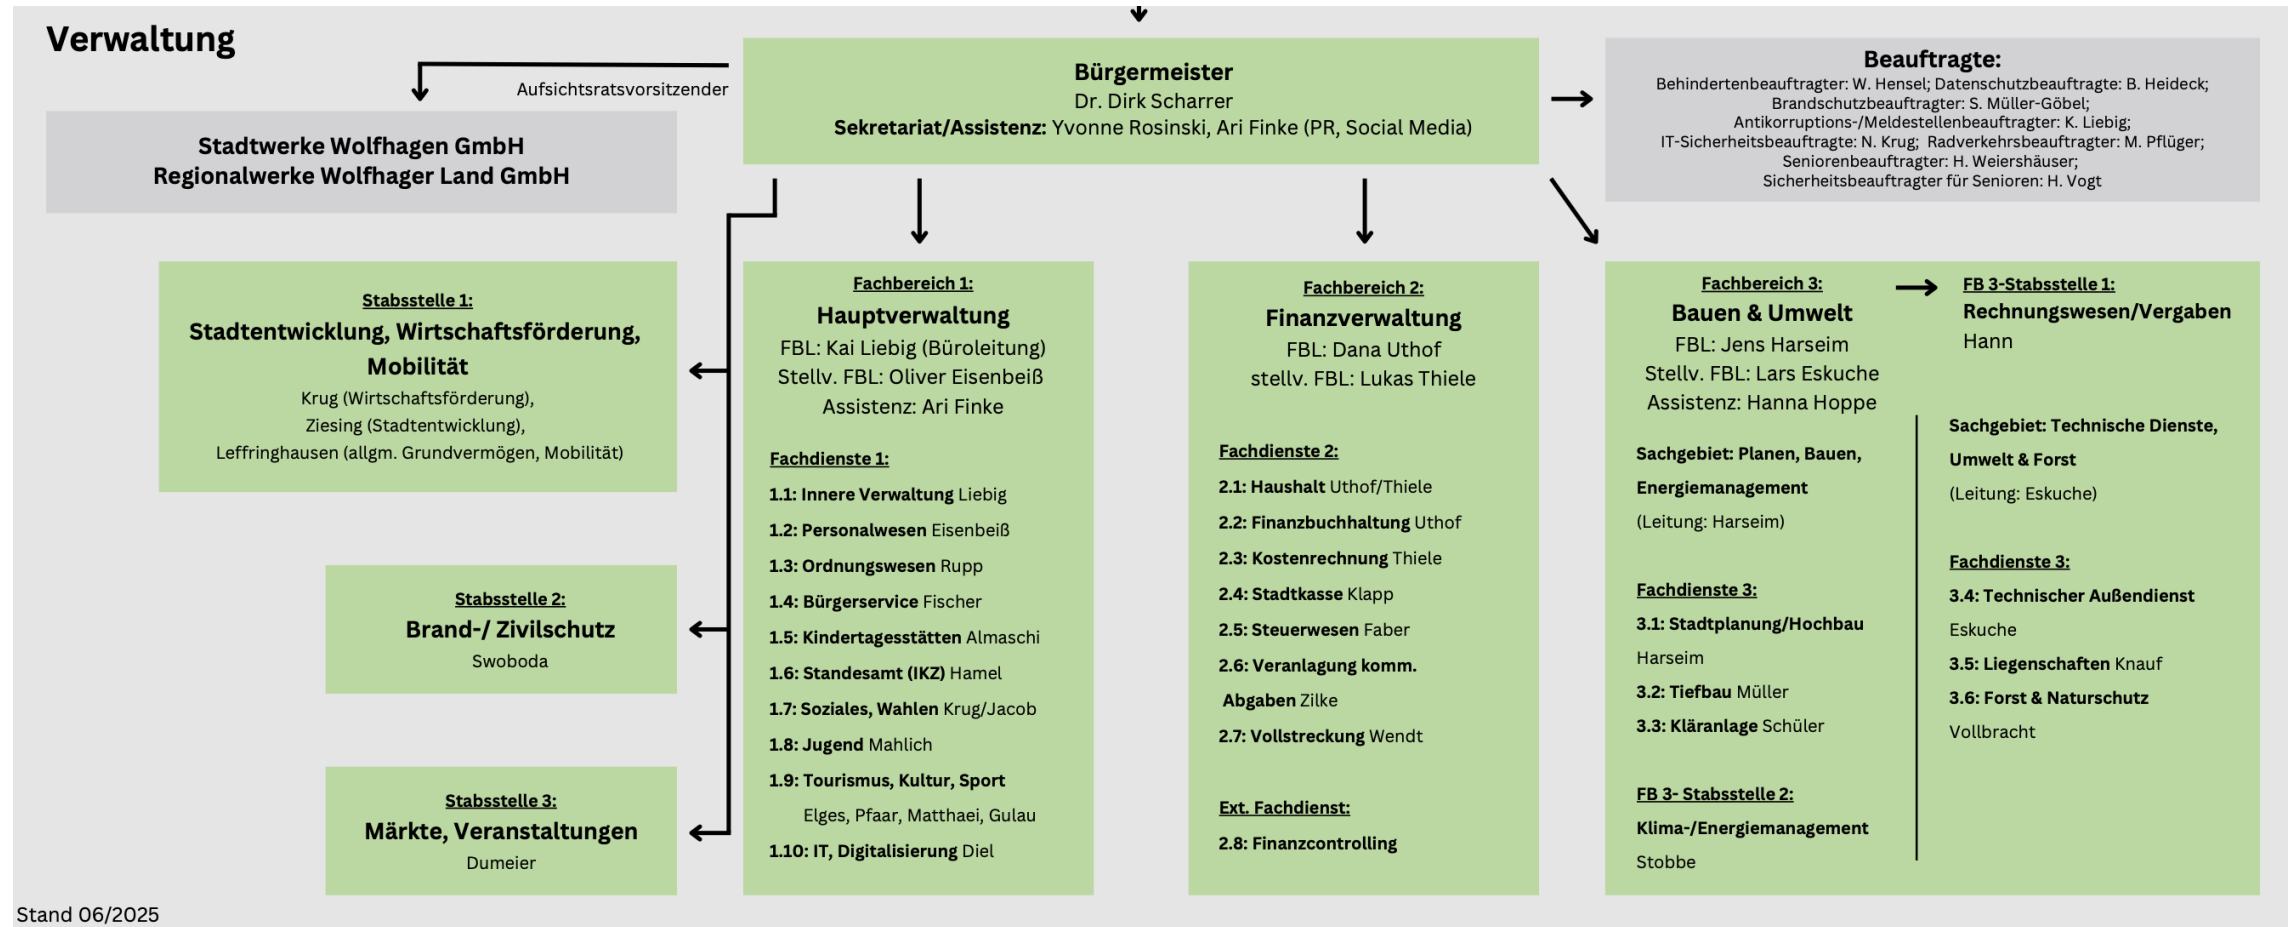 Verwaltung
Aufsichtsratsvorsitzender
Bürgermeister
Dr. Dirk Scharrer
Sekretariat/Assistenz: Yvonne Rosinski, Ari Finke (PR, Social Media)
Beauftragte:
Behindertenbeauftragter: W. Hensel; Datenschutzbeauftragte: B. Heideck;
Brandschutzbeauftragter: S. Müller-Göbel;
Antikorruptions-/Meldestellenbeauftragter: K. Liebig;
IT-Sicherheitsbeauftragte: N. Krug; Radverkehrsbeauftragter: M. Pflüger;
Seniorenbeauftragter: H. Weiershäuser;
Sicherheitsbeauftragter für Senioren: H. Vogt
Stadtwerke Wolfhagen GmbH
Regionalwerke Wolfhager Land GmbH
Stabsstelle 1:
Stadtentwicklung, Wirtschaftsförderung,
Mobilität
Krug (Wirtschaftsförderung),
Ziesing (Stadtentwicklung),
Leffringhausen (allgm. Grundvermögen, Mobilität)
Stabsstelle 2:
Brand-/ Zivilschutz
Swoboda
Stabsstelle 3:
Märkte, Veranstaltungen
Dumeier
Fachbereich 1:
Hauptverwaltung
FBL: Kai Liebig (Büroleitung)
Stellv. FBL: Oliver Eisenbeiß
Assistenz: Ari Finke
Fachdienste 1:
1.1: Innere Verwaltung Liebig
1.2: Personalwesen Eisenbeiß
1.3: Ordnungswesen Rupp
1.4: Bürgerservice Fischer
1.5: Kindertagesstätten Almaschi
1.6: Standesamt (IKZ) Hamel
1.7: Soziales, Wahlen Krug/Jacob
1.8: Jugend Mahlich
1.9: Tourismus, Kultur, Sport
Elges, Pfaar, Matthaei, Gulau
1.10: IT, Digitalisierung Diel
Fachbereich 2:
Finanzverwaltung
FBL: Dana Uthof
stellv. FBL: Lukas Thiele
Fachdienste 2:
2.1: Haushalt Uthof/Thiele
2.2: Finanzbuchhaltung Uthof
2.3: Kostenrechnung Thiele
2.4: Stadtkasse Klapp
2.5: Steuerwesen Faber
2.6: Veranlagung komm.
Abgaben Zilke
2.7: Vollstreckung Wendt
Ext. Fachdienst:
2.8: Finanzcontrolling
Fachbereich 3:
Bauen & Umwelt
FBL: Jens Harseim
Stellv. FBL: Lars Eskuche
Assistenz: Hanna Hoppe
Sachgebiet: Planen, Bauen,
Energiemanagement
(Leitung: Harseim)
Fachdienste 3:
3.1: Stadtplanung/Hochbau
Harseim
3.2: Tiefbau Müller
3.3: Kläranlage Schüler
FB 3- Stabsstelle 2:
Klima-/Energiemanagement
Stobbe
FB 3-Stabsstelle 1:
Rechnungswesen/Vergaben
Hann
Sachgebiet: Technische Dienste,
Umwelt & Forst
(Leitung: Eskuche)
Fachdienste 3:
3.4: Technischer Außendienst
Eskuche
3.5: Liegenschaften Knauf
3.6: Forst & Naturschutz
Vollbracht
Stand 06/2025